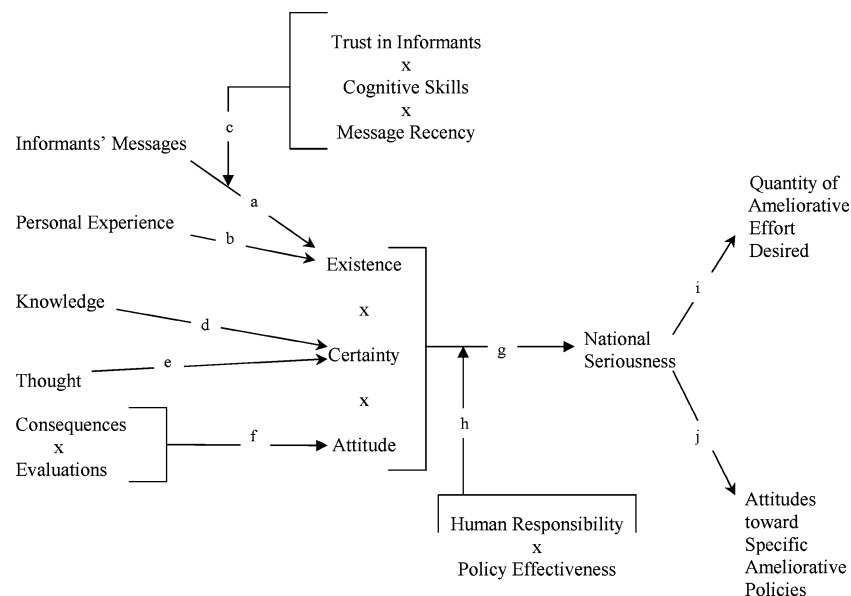 Trust in Informants
x
Cognitive Skills
x
Message Recency
c
Informants' Messages
a
Personal Experience
b
Existence
x
Knowledge
d
Certainty
e
Thought
x
Consequences
x
Evaluations
f
Attitude
g
h
Human Responsibility
x
Policy Effectiveness
National
Seriousness
i
Quantity of
Ameliorative
Effort
Desired
j
Attitudes
toward
Specific
Ameliorative
Policies